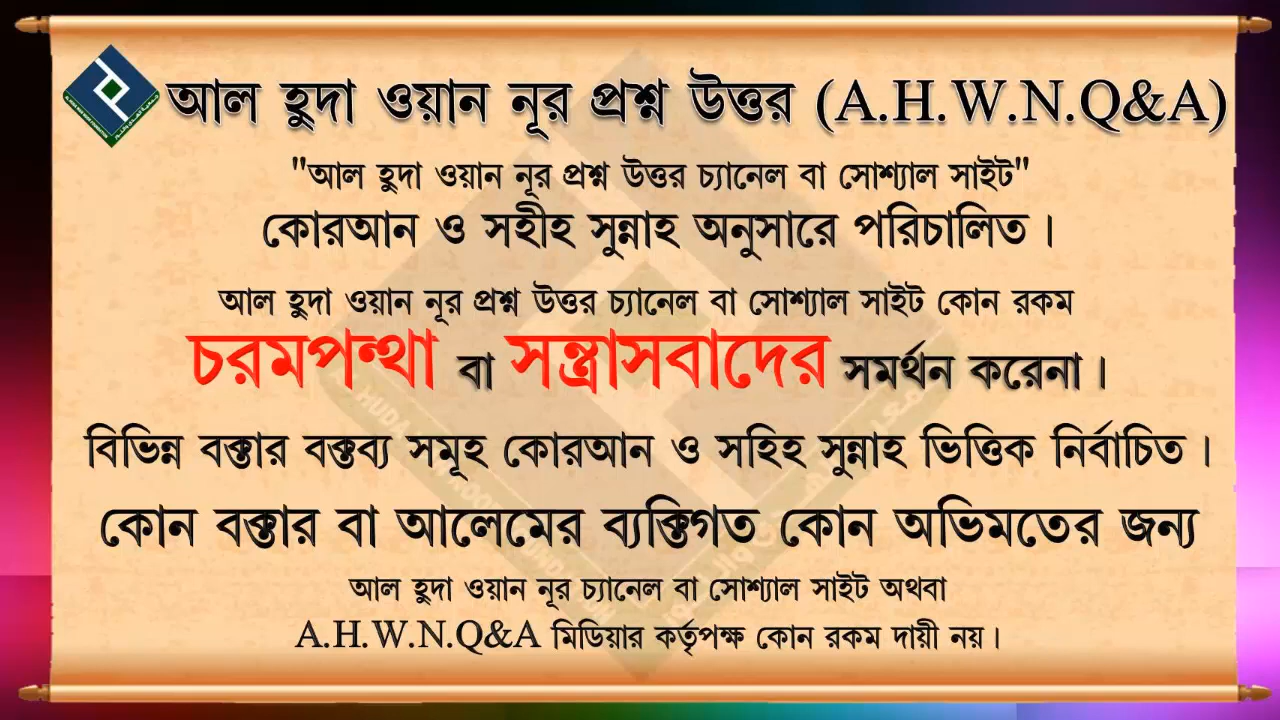 আল হুদা ওয়ান নূর প্রশ্ন উত্তর (A.H.W.N.Q&A)
"আল হুদা ওয়ান নূর প্রশ্ন উত্তর চ্যানেল বা সোশ্যাল সাইট"
কোরআন ও সহীহ সুন্নাহ অনুসারে পরিচালিত।
আল হুদা ওয়ান নূর প্রশ্ন উত্তর চ্যানেল বা সোশ্যাল সাইট কোন রকম
চরমপন্থা বা সন্ত্রাসবাদের সমর্থন করেনা।
বিভিন্ন বক্তার বক্তব্য সমূহ কোরআন ও সহিহ সুন্নাহ ভিত্তিক নির্বাচিত।
কোন বক্তার বা আলেমের ব্যক্তিগত কোন অভিমতের জন্য
আল হুদা ওয়ান নূর চ্যানেল বা সোশ্যাল সাইট অথবা
A.H.W.N.Q&A মিডিয়ার কর্তৃপক্ষ কোন রকম দায়ী নয়।